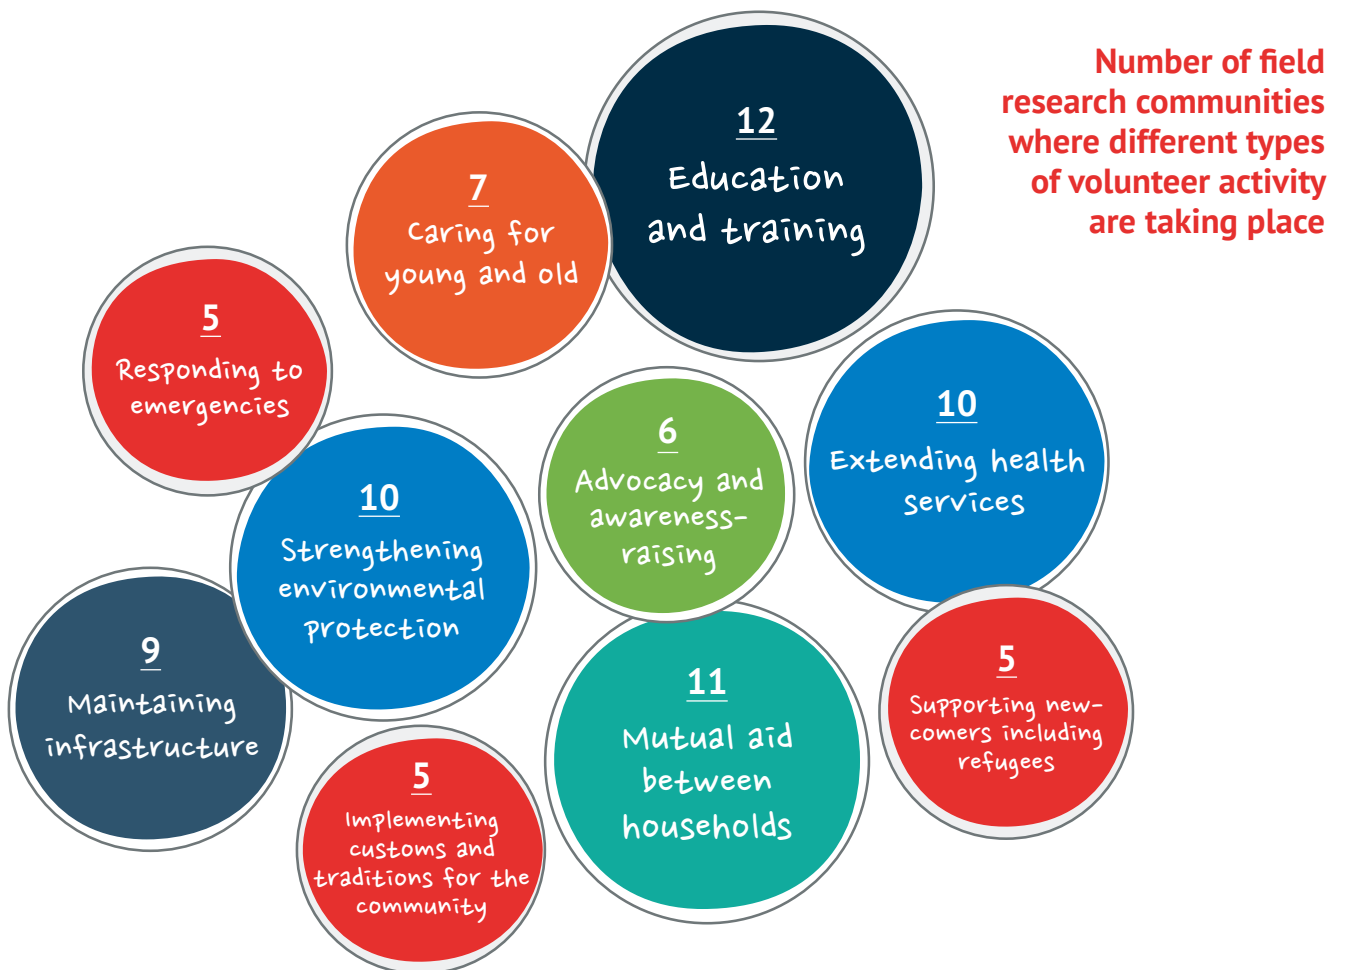 Number of field
research communities
where different types
of volunteer activity
are taking place
12
Education
and training
7
Caring for
young and old
5
Responding to
emergencies
10
Extending health
services
6
Advocacy and
awareness-
raising
10
Strengthening
environmental
protection
9
Maintaining
infrastructure
11
Mutual aid
between
households
5
Supporting new-
comers including
refugees
5
Implementing
customs and
traditions for the
community